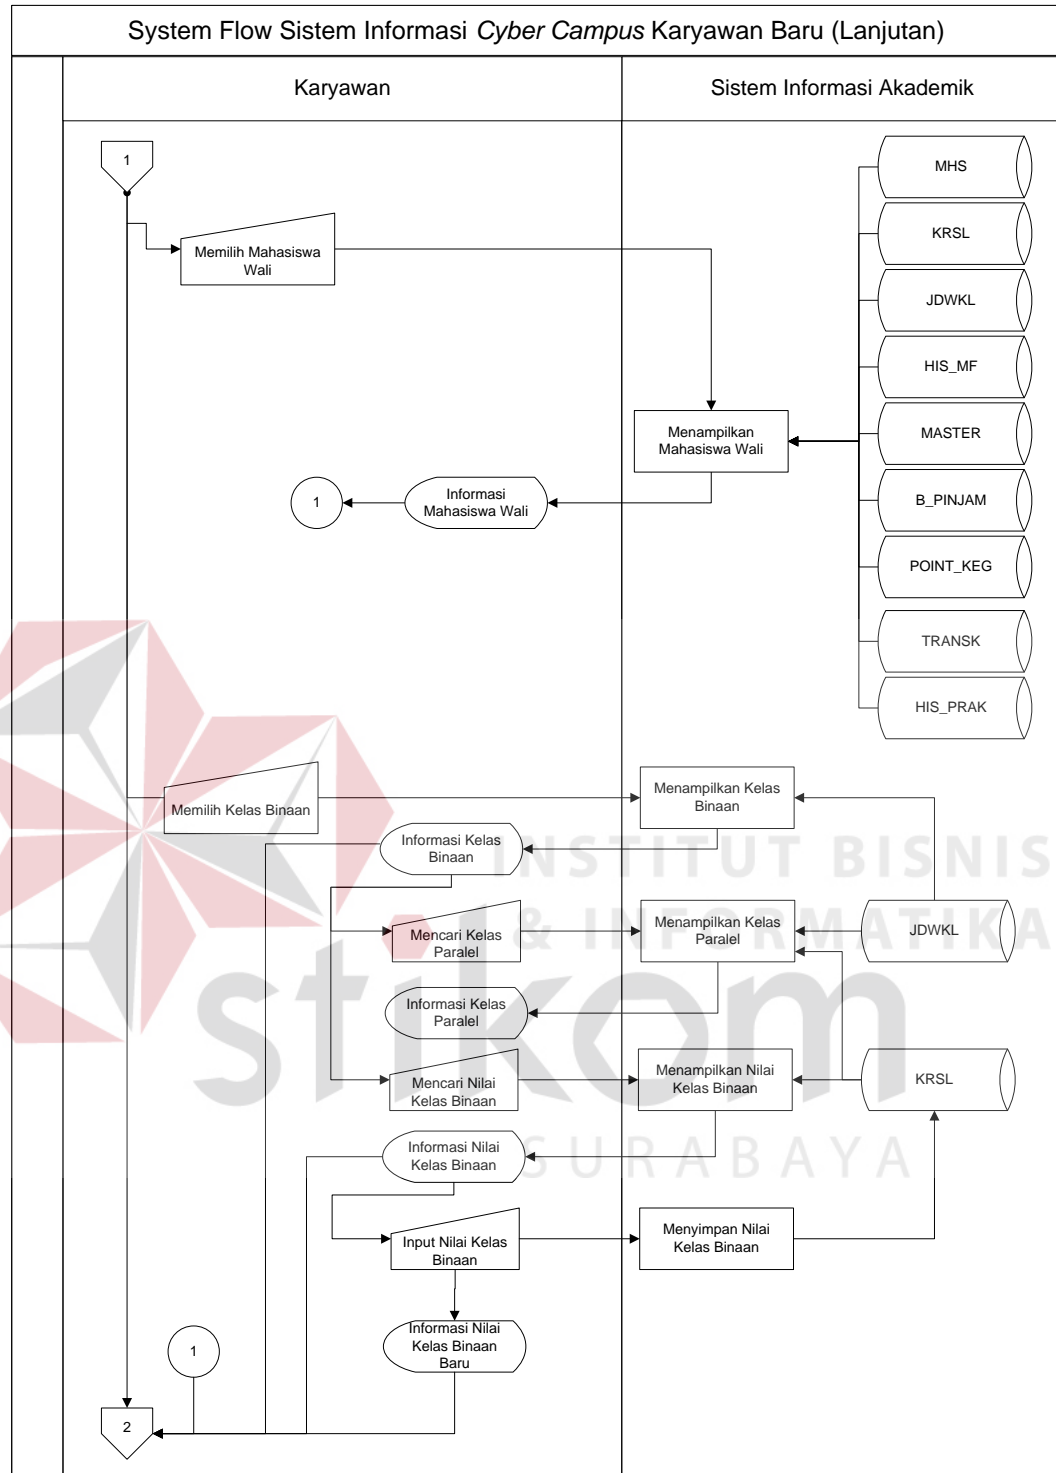 System Flow Sistem Informasi Cyber Campus Karyawan Baru (Lanjutan)
Karyawan
Sistem Informasi Akademik
1
MHS
Memilih Mahasiswa
Wali
KRSL
JDWKL
HIS_MF
Menampilkan
Mahasiswa Wali
MASTER
1
Informasi
Mahasiswa Wali
B_PINJAM
POINT_KEG
TRANSK
HIS_PRAK
Memilih Kelas Binaan
Menampilkan Kelas
Binaan
Informasi Kelas
Binaan
INSTITUT BISNIS
& INFORMATIKA
Mencari Kelas
Paralel
Menampilkan Kelas
Paralel
JDWKL
stikom
Informasi Kelas
Paralel
Mencari Nilai
Kelas Binaan
Menampilkan Nilai
Kelas Binaan
KRSL
Informasi Nilai
Kelas Binaan
SURABAYA
Input Nilai Kelas
Binaan
Menyimpan Nilai
Kelas Binaan
1
Informasi Nilai
Kelas Binaan
Baru
2